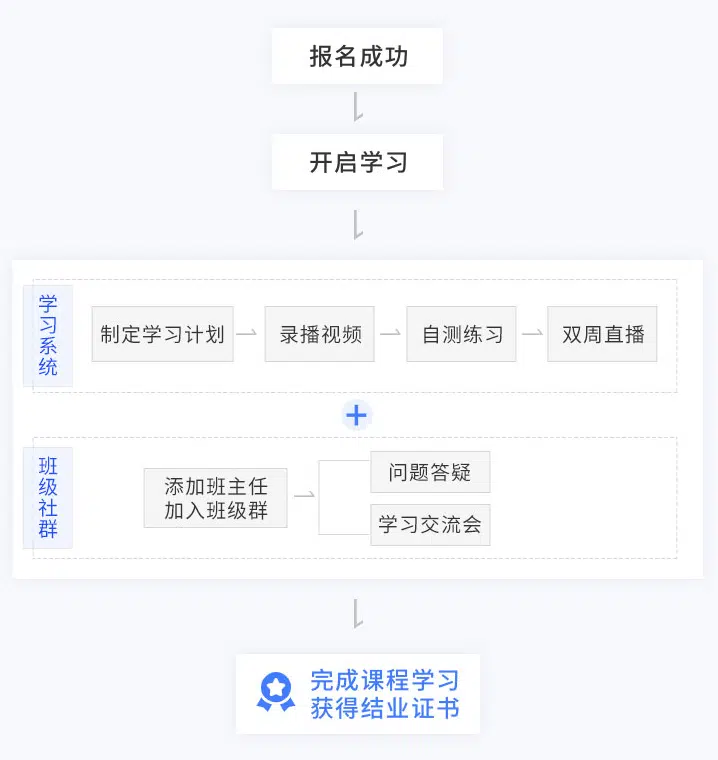 报名成功
开启学习
学习系统
制定学习计划
录播视频
自测练习
双周直播
班级社群
添加班主任
加入班级群
问题答疑
学习交流会
完成课程学习
获得结业证书